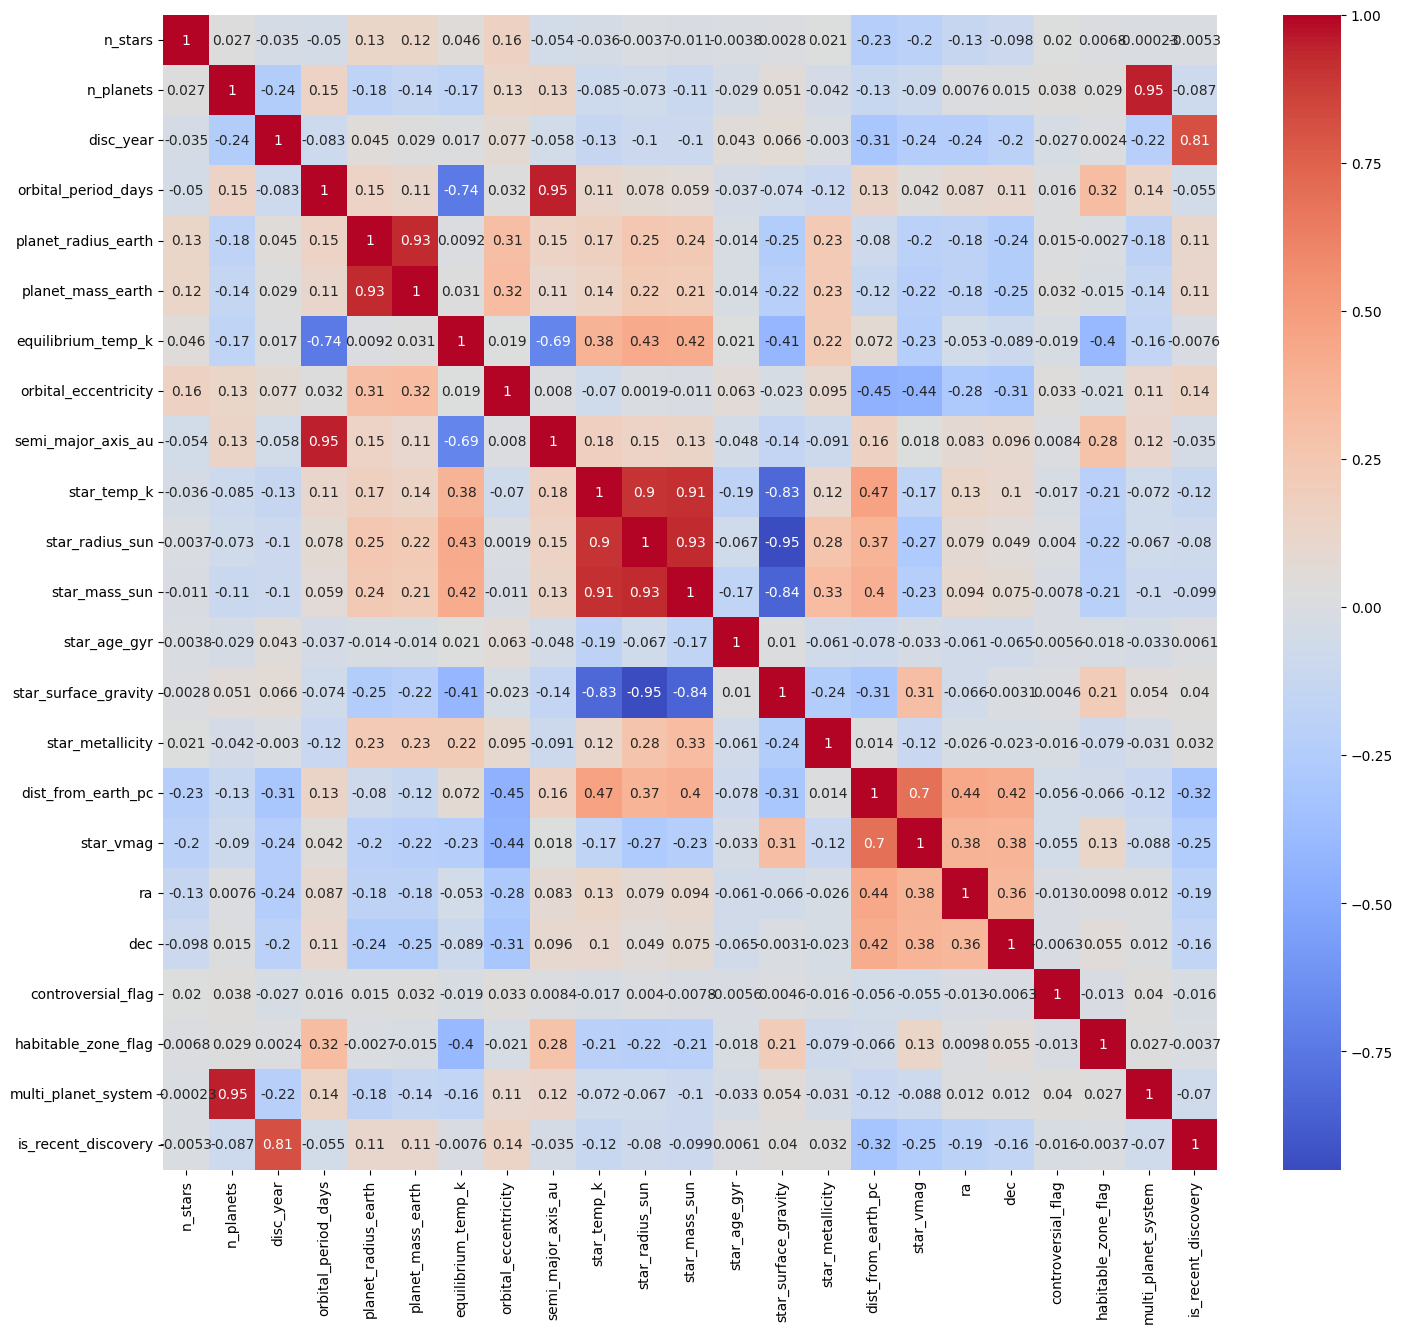 n_stars 1 0.027 -0.035 -0.05 0.13 0.12 0.046 0.16 -0.054 -0.036 -0.0037 -0.011 -0.0038 0.0028 0.021 -0.23 -0.2 -0.13 -0.098 0.02 0.0068 -0.00023 -0.0053
n_planets 0.027 1 -0.24 0.15 -0.18 -0.14 -0.17 0.13 0.13 -0.085 -0.073 -0.11 -0.029 0.051 -0.042 -0.13 -0.09 0.0076 0.015 0.038 0.029 0.95 -0.087
disc_year -0.035 -0.24 1 -0.083 0.045 0.029 0.017 0.077 -0.058 -0.13 -0.1 -0.1 0.043 0.066 -0.003 -0.31 -0.24 -0.24 -0.2 -0.027 0.0024 -0.22 0.81
orbital_period_days -0.05 0.15 -0.083 1 0.15 0.11 -0.74 0.032 0.95 0.11 0.078 0.059 -0.037 -0.074 -0.12 0.13 0.042 0.087 0.11 0.016 0.32 0.14 -0.055
planet_radius_earth 0.13 -0.18 0.045 0.15 1 0.93 0.0092 0.31 0.15 0.17 0.25 0.24 -0.014 -0.25 0.23 -0.08 -0.2 -0.18 -0.24 0.015 -0.0027 -0.18 0.11
planet_mass_earth 0.12 -0.14 0.029 0.11 0.93 1 0.031 0.32 0.11 0.14 0.22 0.21 -0.014 -0.22 0.23 -0.12 -0.22 -0.18 -0.25 0.032 -0.015 -0.14 0.11
equilibrium_temp_k 0.046 -0.17 0.017 -0.74 0.0092 0.031 1 0.019 -0.69 0.38 0.43 0.42 0.021 -0.41 0.22 0.072 -0.23 -0.053 -0.089 -0.019 -0.4 -0.16 -0.0076
orbital_eccentricity 0.16 0.13 0.077 0.032 0.31 0.32 0.019 1 0.008 -0.07 0.0019 -0.011 0.063 -0.023 0.095 -0.45 -0.44 -0.28 -0.31 0.033 -0.021 0.11 0.14
semi_major_axis_au -0.054 0.13 -0.058 0.95 0.15 0.11 -0.69 0.008 1 0.18 0.15 0.13 -0.048 -0.14 -0.091 0.16 0.018 0.083 0.096 0.0084 0.28 0.12 -0.035
star_temp_k -0.036 -0.085 -0.13 0.11 0.17 0.14 0.38 -0.07 0.18 1 0.9 0.91 -0.19 -0.83 0.12 0.47 -0.17 0.13 0.1 -0.017 -0.21 -0.072 -0.12
star_radius_sun -0.0037 -0.073 -0.1 0.078 0.25 0.22 0.43 0.0019 0.15 0.9 1 0.93 -0.067 -0.95 0.28 0.37 -0.27 0.079 0.049 0.004 -0.22 -0.067 -0.08
star_mass_sun -0.011 -0.11 -0.1 0.059 0.24 0.21 0.42 -0.011 0.13 0.91 0.93 1 -0.17 -0.84 0.33 0.4 -0.23 0.094 0.075 -0.0078 -0.21 -0.1 -0.099
star_age_gyr -0.0038 -0.029 0.043 -0.037 -0.014 -0.014 0.021 0.063 -0.048 -0.19 -0.067 -0.17 1 0.01 -0.061 -0.078 -0.033 -0.061 -0.065 -0.0056 -0.018 -0.033 0.0061
star_surface_gravity 0.0028 0.051 0.066 -0.074 -0.25 -0.22 -0.41 -0.023 -0.14 -0.83 -0.95 -0.84 0.01 1 -0.24 -0.31 0.31 -0.066 -0.0031 0.0046 0.21 0.054 0.04
star_metallicity 0.021 -0.042 -0.003 -0.12 0.23 0.23 0.22 0.095 -0.091 0.12 0.28 0.33 -0.061 -0.24 1 0.014 -0.12 -0.026 -0.023 -0.016 -0.079 -0.031 0.032
dist_from_earth_pc -0.23 -0.13 -0.31 0.13 -0.08 -0.12 0.072 -0.45 0.16 0.47 0.37 0.4 -0.078 -0.31 0.014 1 0.7 0.44 0.42 -0.056 -0.066 -0.12 -0.32
star_vmag -0.2 -0.09 -0.24 0.042 -0.2 -0.22 -0.23 -0.44 0.018 -0.17 -0.27 -0.23 -0.033 0.31 -0.12 0.7 1 0.38 0.38 -0.055 0.13 -0.088 -0.25
ra -0.13 0.0076 -0.24 0.087 -0.18 -0.18 -0.053 -0.28 0.083 0.13 0.079 0.094 -0.061 -0.066 -0.026 0.44 0.38 1 0.36 -0.013 0.0098 0.012 -0.19
dec -0.098 0.015 -0.2 0.11 -0.24 -0.25 -0.089 -0.31 0.096 0.1 0.049 0.075 -0.065 -0.0031 -0.023 0.42 0.38 0.36 1 -0.0063 0.055 0.012 -0.16
controversial_flag 0.02 0.038 -0.027 0.016 0.015 0.032 -0.019 0.033 0.0084 -0.017 0.004 -0.0078 -0.0056 0.0046 -0.016 -0.056 -0.055 -0.013 -0.0063 1 -0.013 0.04 -0.016
habitable_zone_flag 0.0068 0.029 0.0024 0.32 -0.0027 -0.015 -0.4 -0.021 0.28 -0.21 -0.22 -0.21 -0.018 0.21 -0.079 -0.066 0.13 0.0098 0.055 -0.013 1 0.027 -0.0037
multi_planet_system -0.00023 0.95 -0.22 0.14 -0.18 -0.14 -0.16 0.11 0.12 -0.072 -0.067 -0.1 -0.033 0.054 -0.031 -0.12 -0.088 0.012 0.012 0.04 0.027 1 -0.07
is_recent_discovery -0.0053 -0.087 0.81 -0.055 0.11 0.11 -0.0076 0.14 -0.035 -0.12 -0.08 -0.099 0.0061 0.04 0.032 -0.32 -0.25 -0.19 -0.16 -0.016 -0.0037 -0.07 1
n_stars
n_planets
disc_year
orbital_period_days
planet_radius_earth
planet_mass_earth
equilibrium_temp_k
orbital_eccentricity
semi_major_axis_au
star_temp_k
star_radius_sun
star_mass_sun
star_age_gyr
star_surface_gravity
star_metallicity
dist_from_earth_pc
star_vmag
ra
dec
controversial_flag
habitable_zone_flag
multi_planet_system
is_recent_discovery
1.00
0.75
0.50
0.25
0.00
−0.25
−0.50
−0.75